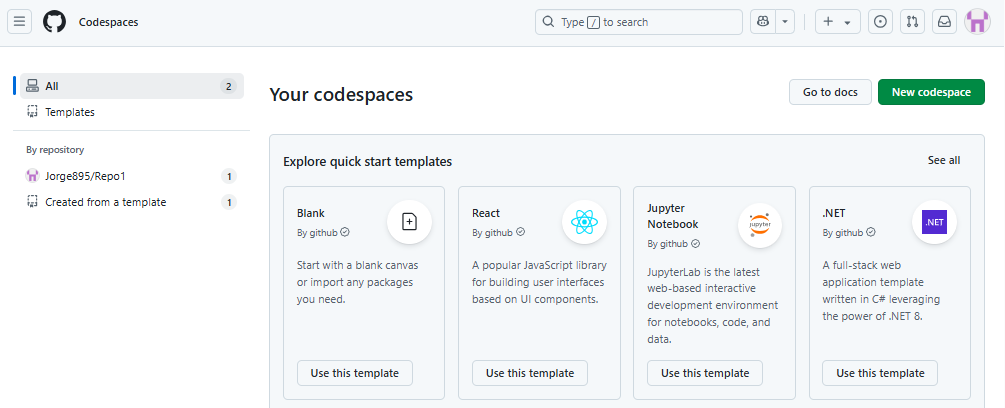 Codespaces
Type / to search
All 2
Templates
By repository
Jorge895/Repo1 1
Created from a template 1
Your codespaces
Go to docs
New codespace
Explore quick start templates
See all
Blank
By github
Start with a blank canvas
or import any packages
you need.
Use this template
React
By github
A popular JavaScript library
for building user interfaces
based on UI components.
Use this template
Jupyter
Notebook
By github
jupyter
JupyterLab is the latest
web-based interactive
development environment
for notebooks, code, and
data.
Use this template
.NET
By github
.NET
A full-stack web
application template
written in C# leveraging
the power of .NET 8.
Use this template